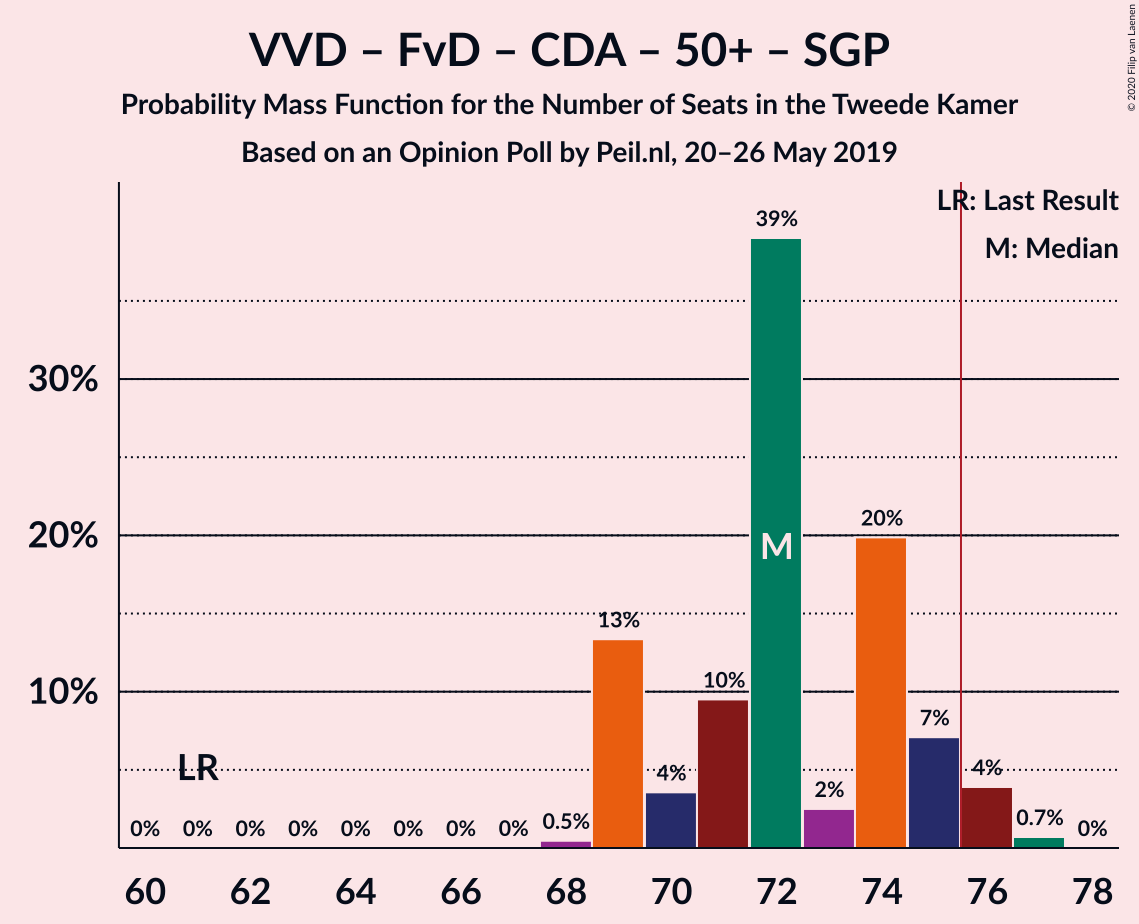 VVD – FvD – CDA – 50+ – SGP
Probability Mass Function for the Number of Seats in the Tweede Kamer
Based on an Opinion Poll by Peil.nl, 20–26 May 2019
© 2020 Filip van Laenen
LR: Last Result
M: Median
39%
30%
20%
20%
M
13%
10%
10%
7%
LR
4%
4%
2%
0% 0% 0% 0% 0% 0% 0% 0% 0.5% 0.7% 0%
60 62 64 66 68 70 72 74 76 78